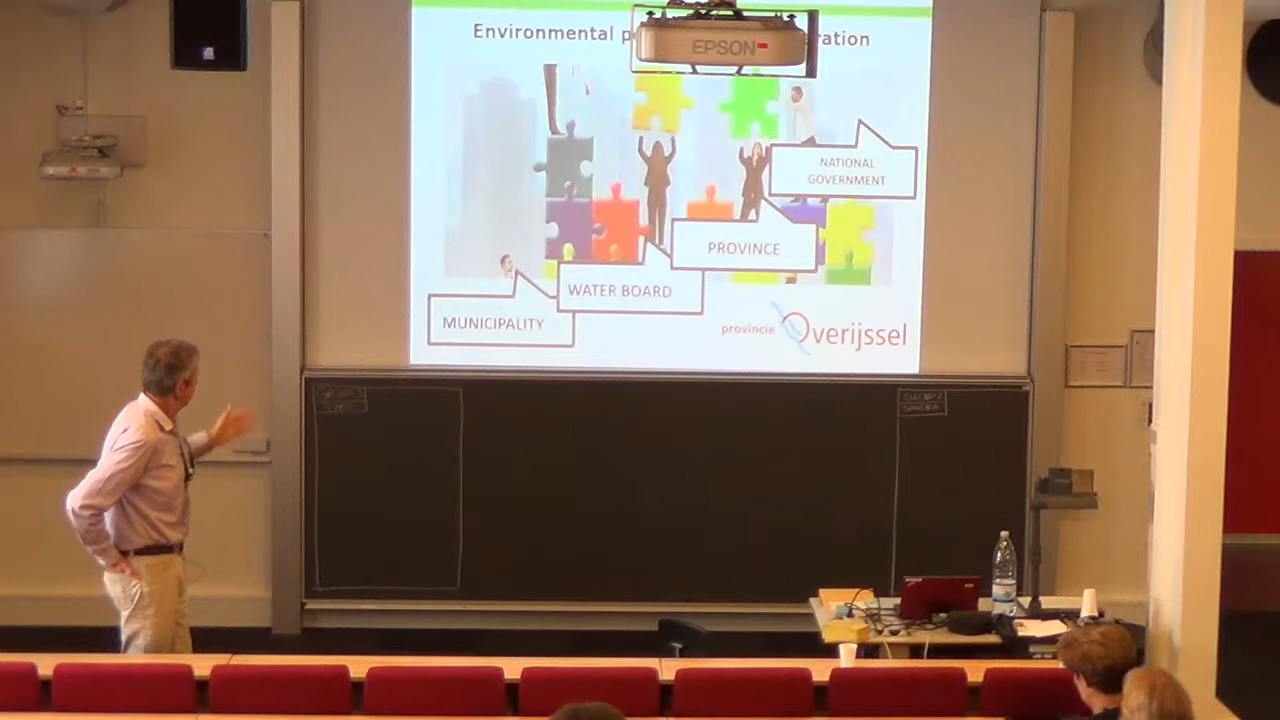 Environmental p
ration
EPSON
NATIONAL
GOVERNMENT
PROVINCE
WATER BOARD
MUNICIPALITY
provincie Overijssel